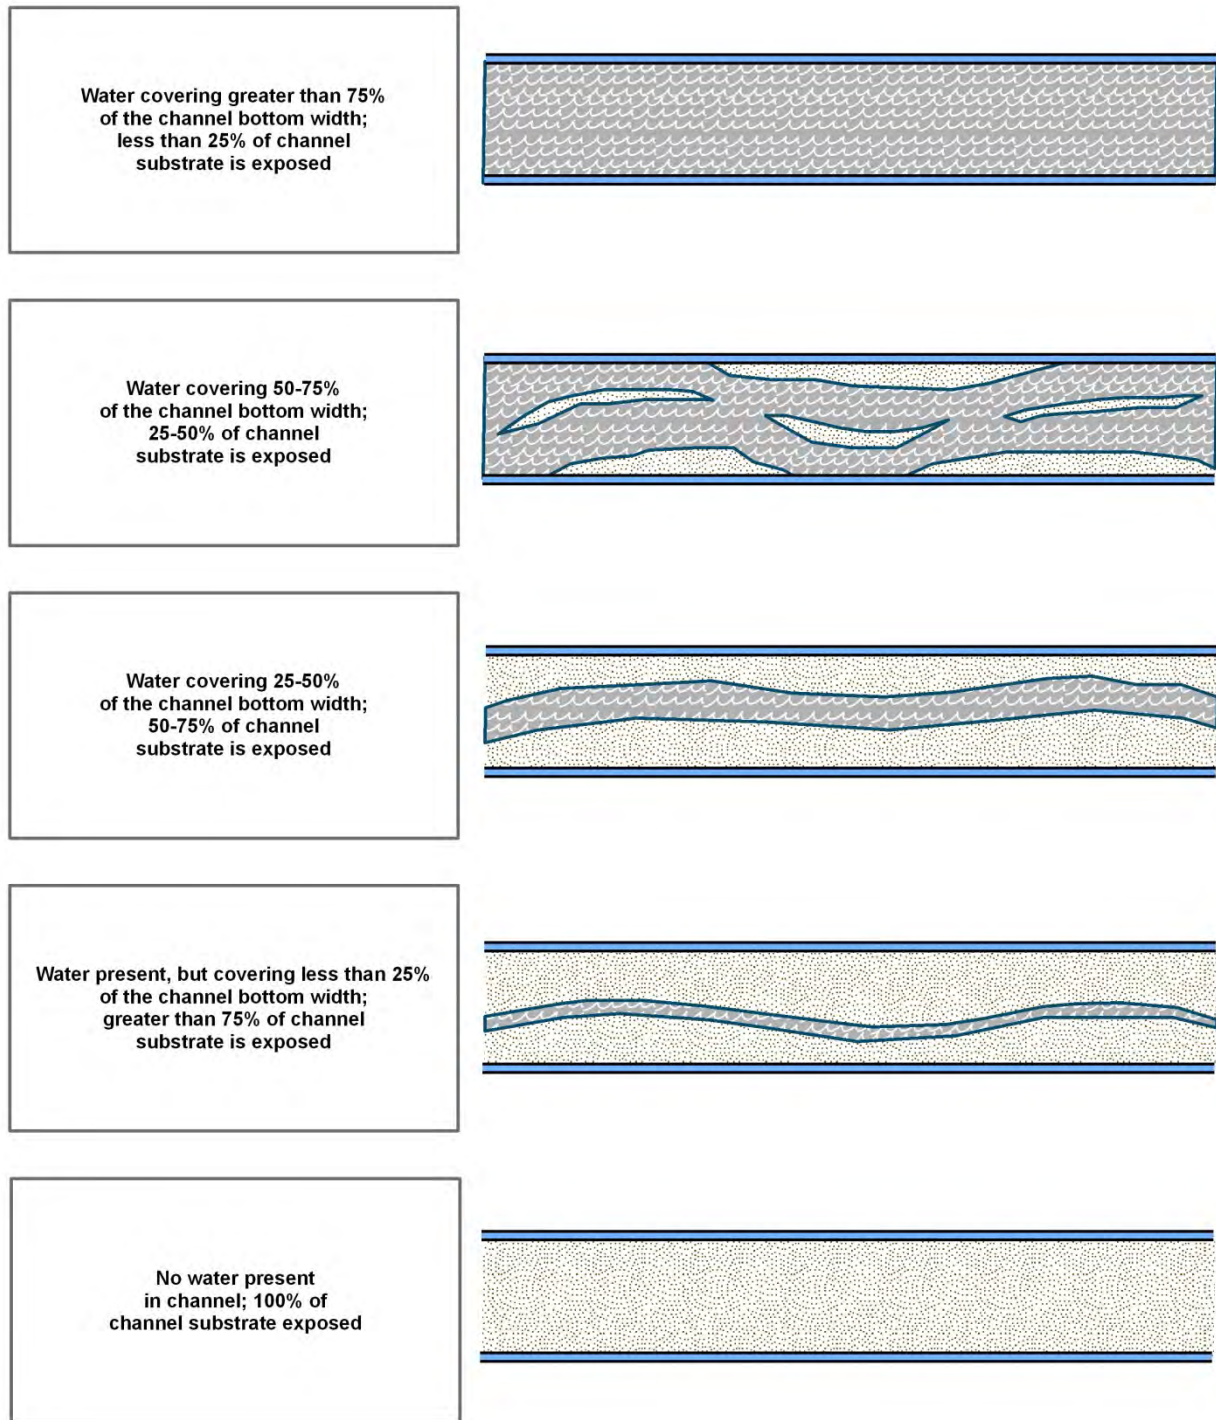 Water covering greater than 75%
of the channel bottom width;
less than 25% of channel
substrate is exposed
Water covering 50-75%
of the channel bottom width;
25-50% of channel
substrate is exposed
Water covering 25-50%
of the channel bottom width;
50-75% of channel
substrate is exposed
Water present, but covering less than 25%
of the channel bottom width;
greater than 75% of channel
substrate is exposed
No water present
in channel; 100% of
channel substrate exposed